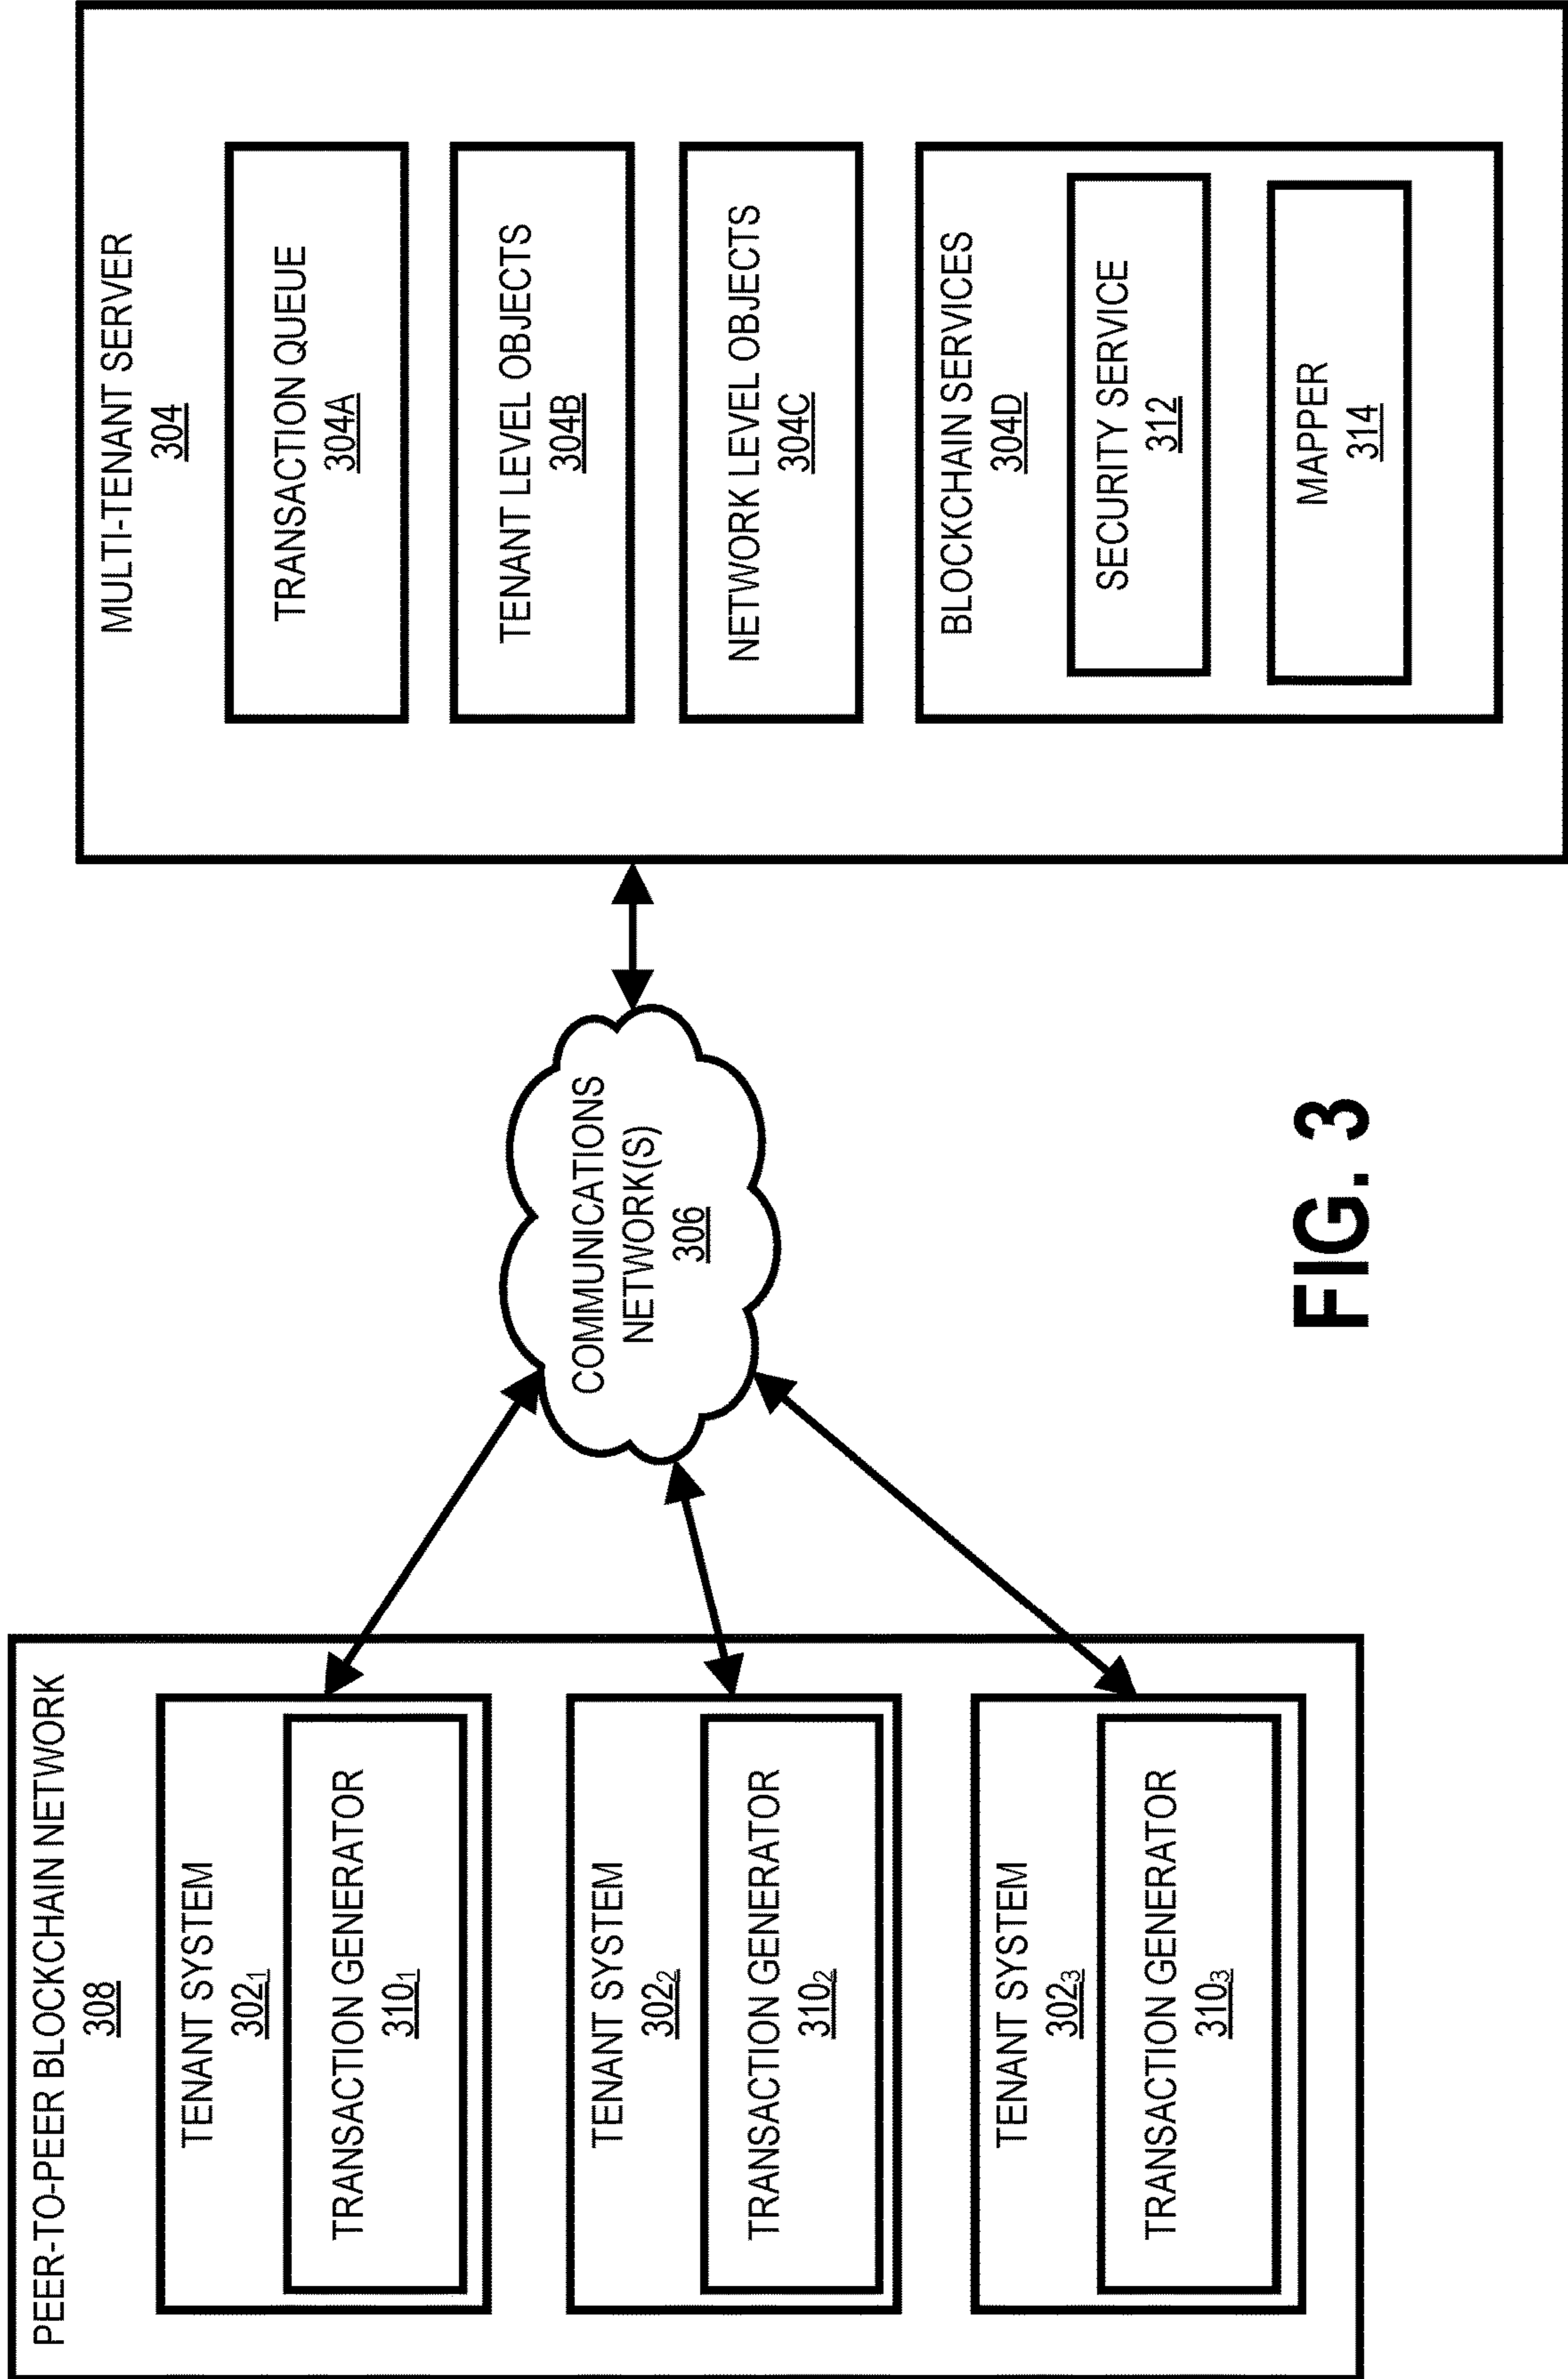 PEER-TO-PEER BLOCKCHAIN NETWORK
308
TENANT SYSTEM
302₁
TRANSACTION GENERATOR
310₁
TENANT SYSTEM
302₂
TRANSACTION GENERATOR
310₂
TENANT SYSTEM
302₃
TRANSACTION GENERATOR
310₃
COMMUNICATIONS
NETWORK(S)
306
MULTI-TENANT SERVER
304
TRANSACTION QUEUE
304A
TENANT LEVEL OBJECTS
304B
NETWORK LEVEL OBJECTS
304C
BLOCKCHAIN SERVICES
304D
SECURITY SERVICE
312
MAPPER
314
FIG. 3